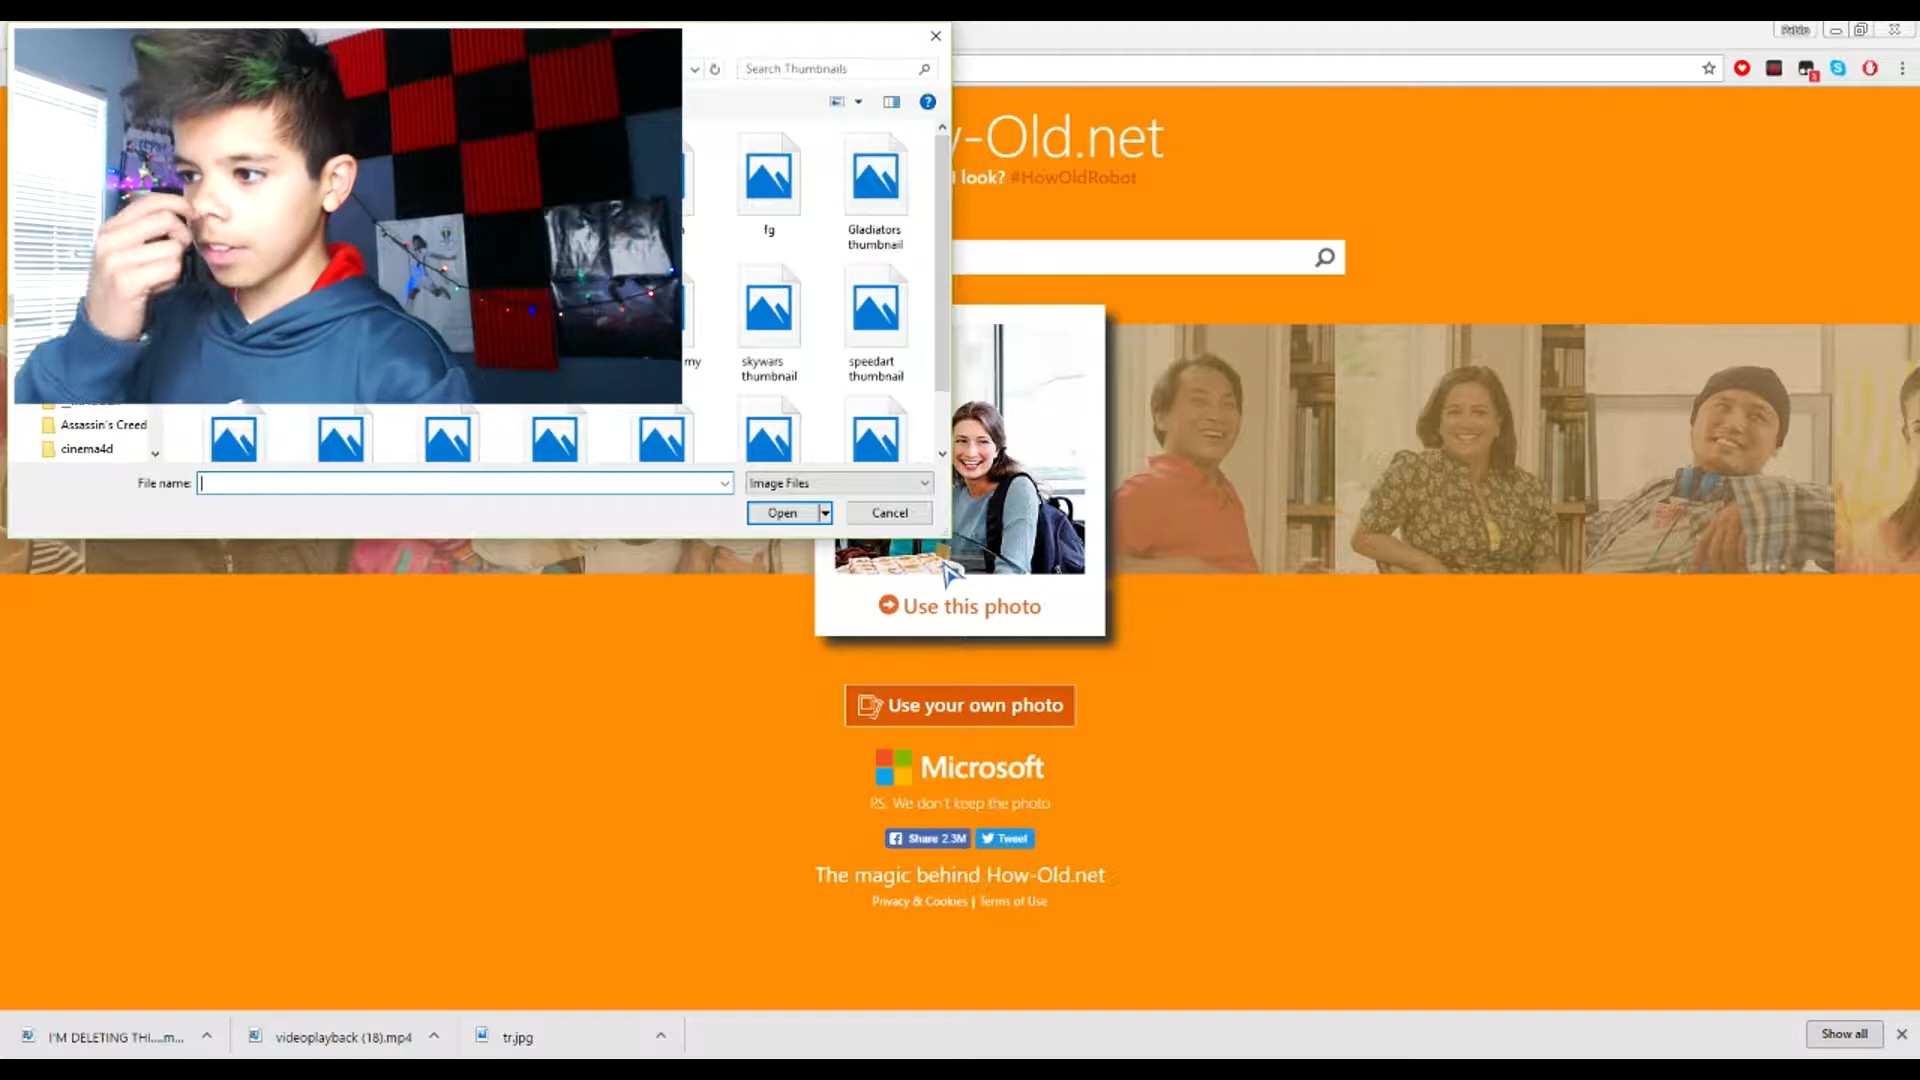 Pablo
Search Thumbnails
-Old.net
I look? #HowOldRobot
fg
Gladiators
thumbnail
my
skywars
thumbnail
speedart
thumbnail
Assassin's Creed
cinema4d
File name:
Image Files
Open
Cancel
Use this photo
Use your own photo
Microsoft
P.S. We don't keep the photo
Share 2.3M
Tweet
The magic behind How-Old.net
Privacy & Cookies | Terms of Use
I'M DELETING THI....m...
videoplayback (18).mp4
tr.jpg
Show all